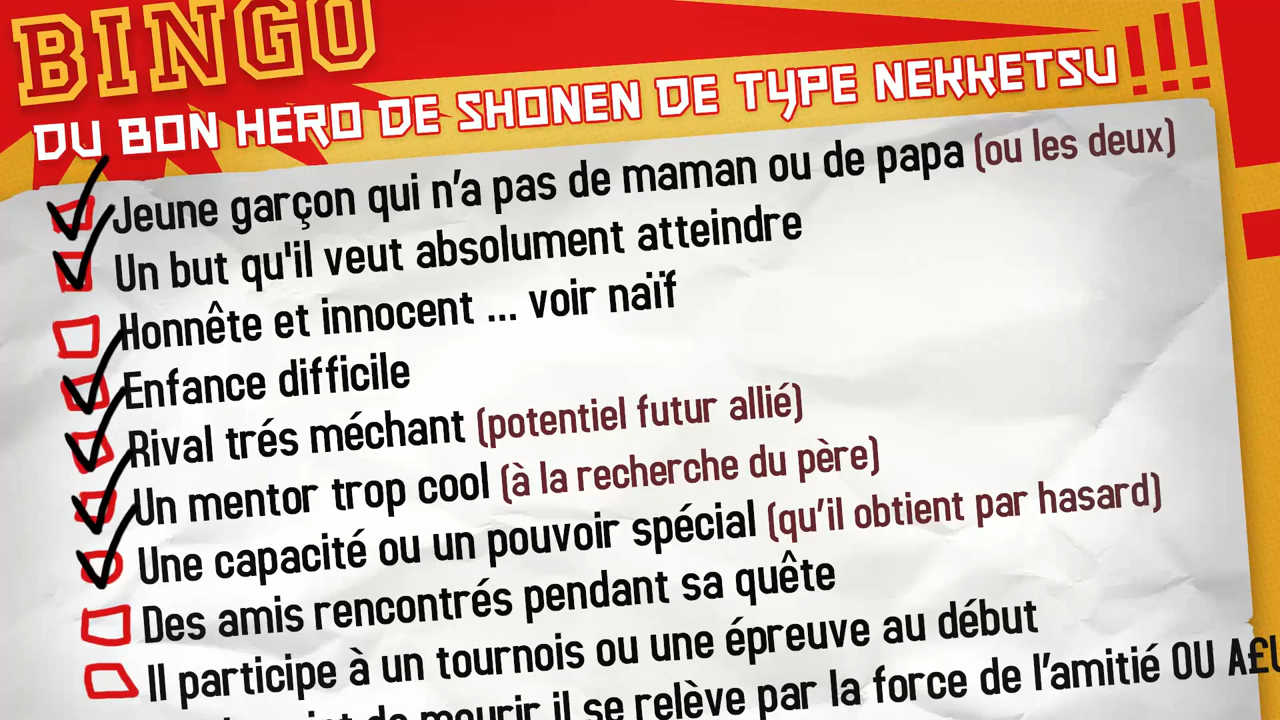 BINGO
DU BON HERO DE SHONEN DE TYPE NEKKETSU !!!
Jeune garçon qui n’a pas de maman ou de papa (ou les deux)
Un but qu'il veut absolument atteindre
Honnête et innocent ... voir naïf
Enfance difficile
Rival trés méchant (potentiel futur allié)
Un mentor trop cool (à la recherche du père)
Une capacité ou un pouvoir spécial (qu’il obtient par hasard)
Des amis rencontrés pendant sa quête
Il participe à un tournois ou une épreuve au début
de mourir il se relève par la force de l’amitié OU